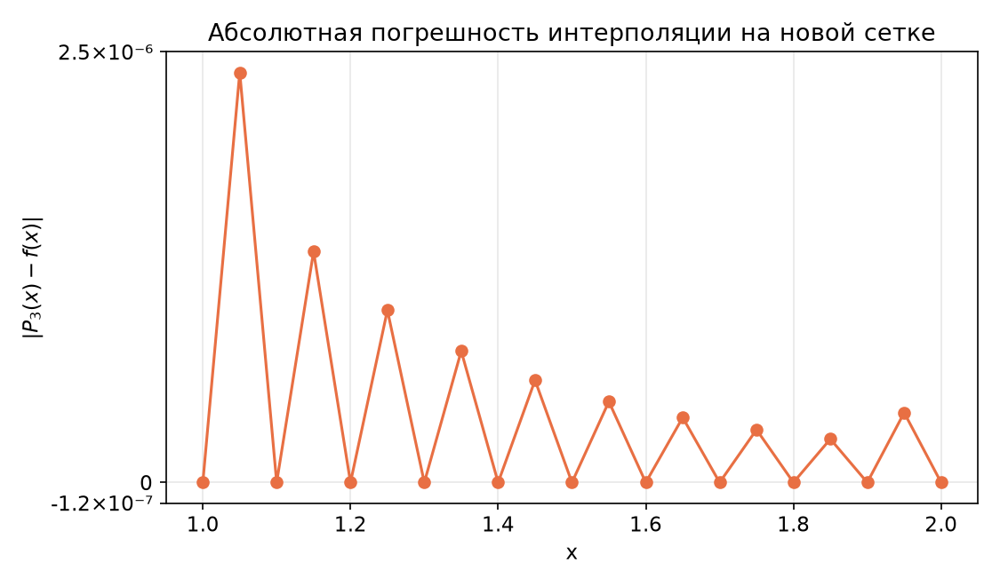 Абсолютная погрешность интерполяции на новой сетке
2.5×10⁻⁶
|P₃(x) − f(x)|
0
-1.2×10⁻⁷
1.0 1.2 1.4 1.6 1.8 2.0
x